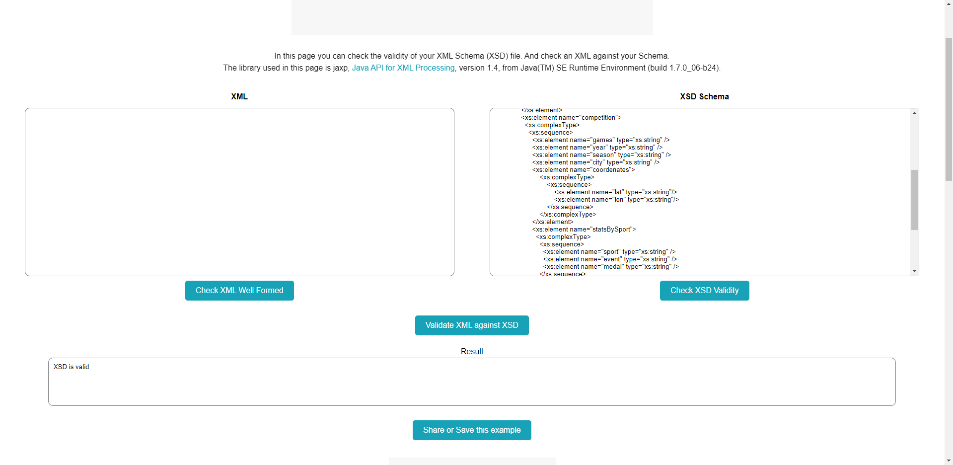 In this page you can check the validity of your XML Schema (XSD) file. And check an XML against your Schema.
The library used in this page is jaxp, Java API for XML Processing, version 1.4, from Java(TM) SE Runtime Environment (build 1.7.0_06-b24).
XML
XSD Schema
</xs:element>
<xs:element name="competition">
<xs:complexType>
<xs:sequence>
<xs:element name="games" type="xs:string" />
<xs:element name="year" type="xs:string" />
<xs:element name="season" type="xs:string" />
<xs:element name="city" type="xs:string" />
<xs:element name="coordenates">
<xs:complexType>
<xs:sequence>
<xs:element name="lat" type="xs:string"/>
<xs:element name="lon" type="xs:string"/>
</xs:sequence>
</xs:complexType>
</xs:element>
<xs:element name="statsBySport">
<xs:complexType>
<xs:sequence>
<xs:element name="sport" type="xs:string" />
<xs:element name="event" type="xs:string" />
<xs:element name="medal" type="xs:string" />
</xs:sequence>
Check XML Well Formed
Check XSD Validity
Validate XML against XSD
Result
XSD is valid
Share or Save this example